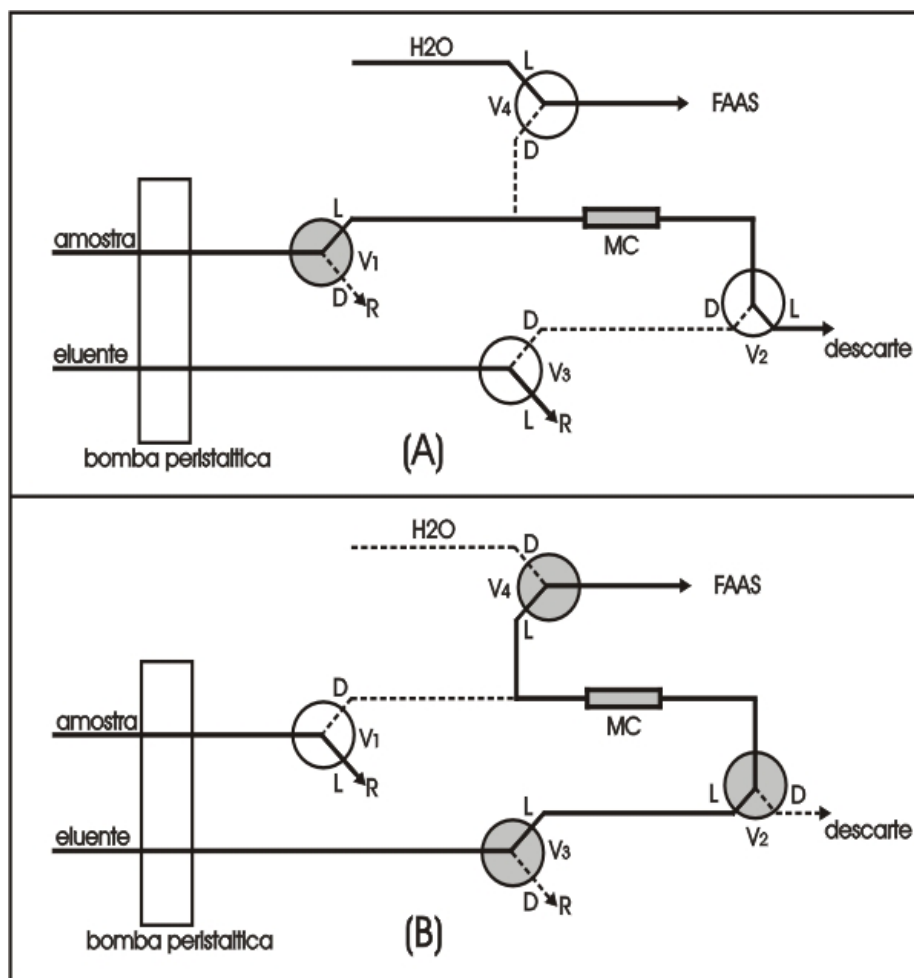 H2O
L
V4
FAAS
D
L
amostra
V1
MC
D
R
D
D
L
eluente
V3
V2
descarte
L
R
bomba peristaltica
(A)
H2O
D
V4
FAAS
L
D
amostra
V1
MC
L
R
L
L
D
eluente
V3
V2
descarte
D
R
bomba peristaltica
(B)